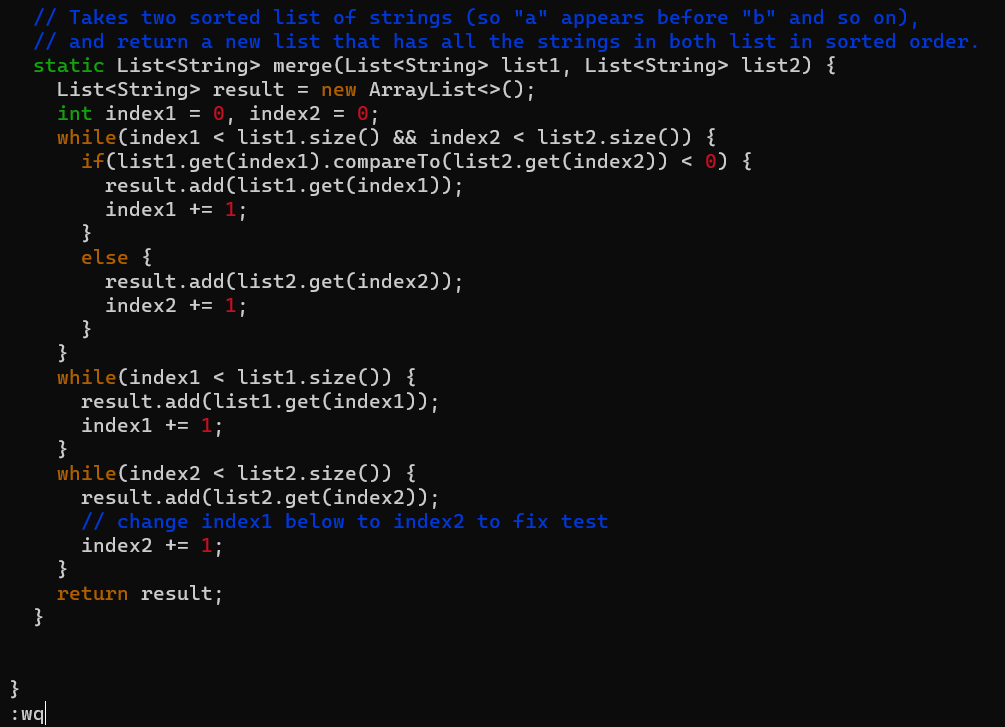 // Takes two sorted list of strings (so "a" appears before "b" and so on),
// and return a new list that has all the strings in both list in sorted order.
static List<String> merge(List<String> list1, List<String> list2) {
List<String> result = new ArrayList<>();
int index1 = 0, index2 = 0;
while(index1 < list1.size() && index2 < list2.size()) {
if(list1.get(index1).compareTo(list2.get(index2)) < 0) {
result.add(list1.get(index1));
index1 += 1;
}
else {
result.add(list2.get(index2));
index2 += 1;
}
}
while(index1 < list1.size()) {
result.add(list1.get(index1));
index1 += 1;
}
while(index2 < list2.size()) {
result.add(list2.get(index2));
// change index1 below to index2 to fix test
index2 += 1;
}
return result;
}
}
:wq